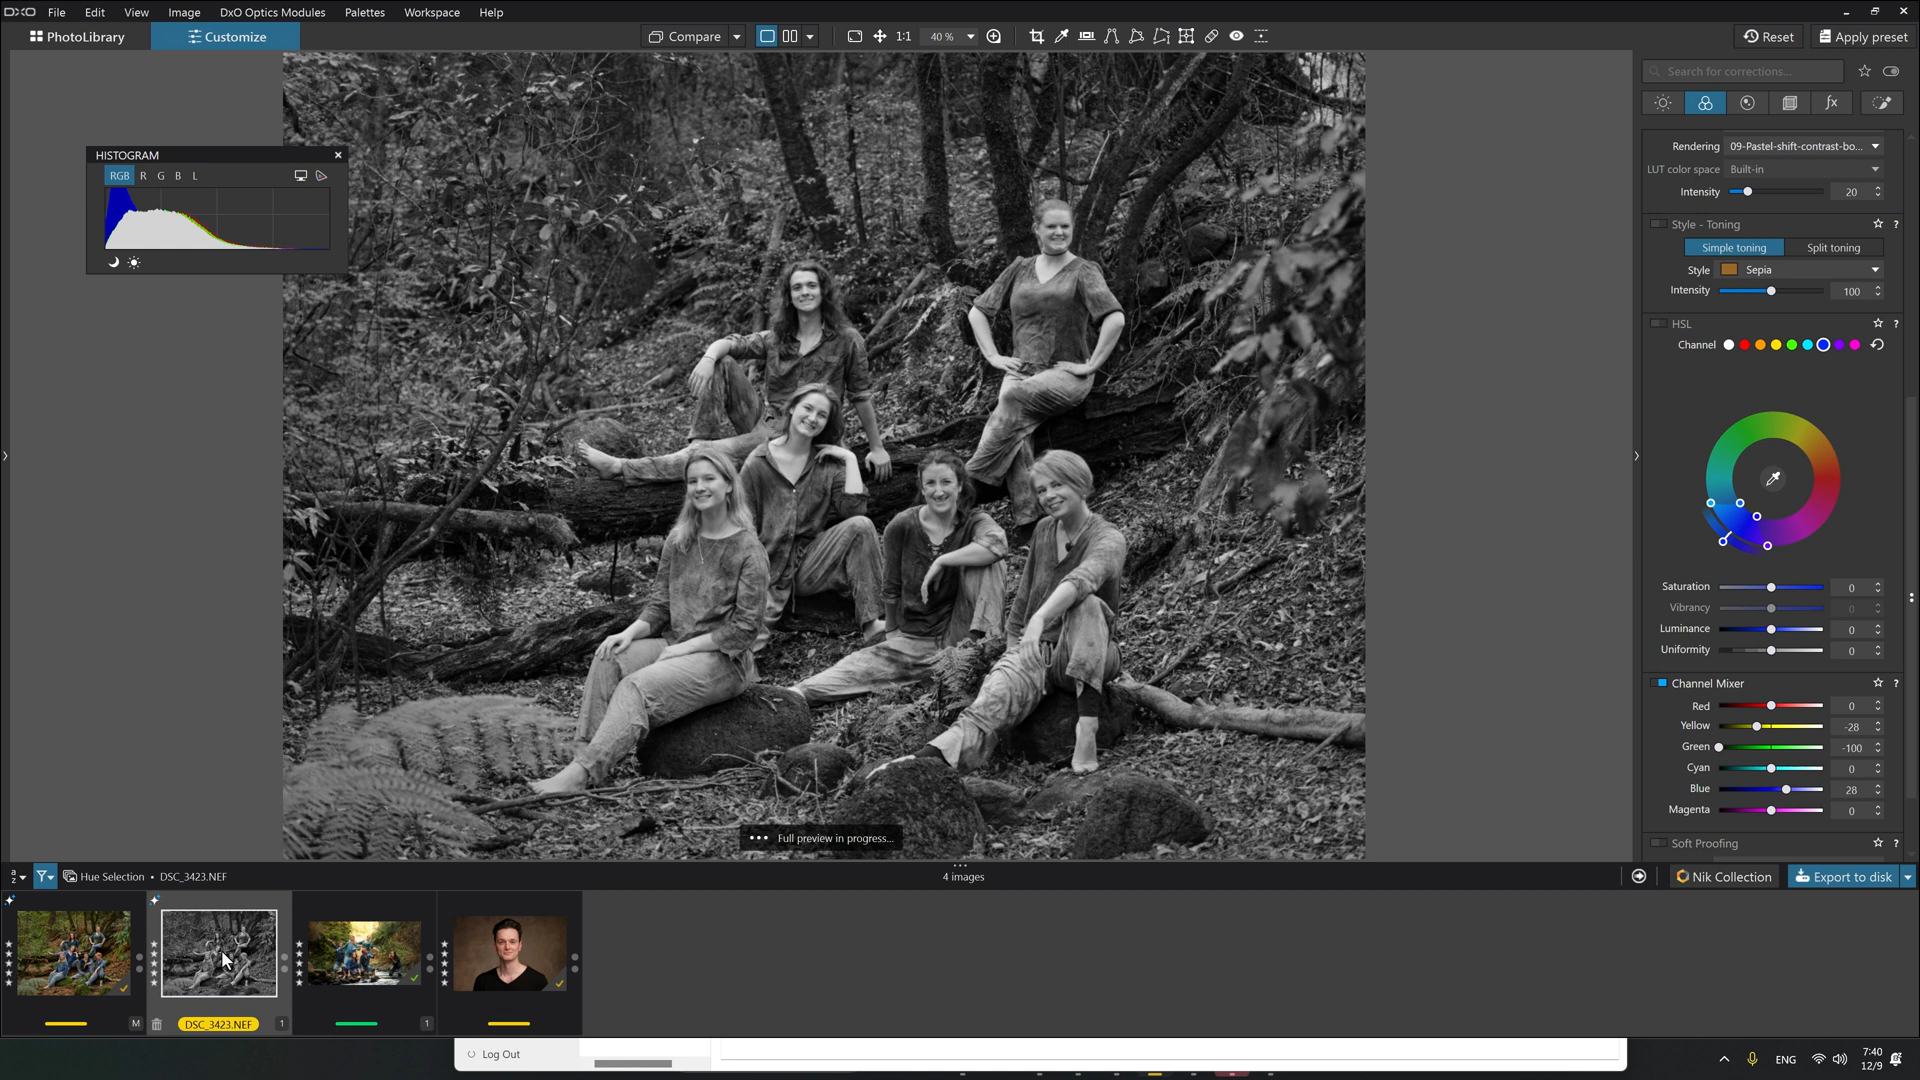 DXO File Edit View Image DxO Optics Modules Palettes Workspace Help
PhotoLibrary Customize Compare 1:1 40 % Reset Apply preset
Search for corrections...
fx
Rendering 09-Pastel-shift-contrast-bo...
LUT color space Built-in
Intensity 20
HISTOGRAM
RGB R G B L
Style - Toning ?
Simple toning Split toning
Style Sepia
Intensity 100
HSL ?
Channel
Saturation 0
Vibrancy 0
Luminance 0
Uniformity 0
Channel Mixer ?
Red 0
Yellow -28
Green -100
Cyan 0
Blue 28
Magenta 0
Soft Proofing ?
Full preview in progress...
a z Hue Selection • DSC_3423.NEF 4 images Nik Collection Export to disk
M DSC_3423.NEF 1 1
Log Out
ENG 7:40
12/9